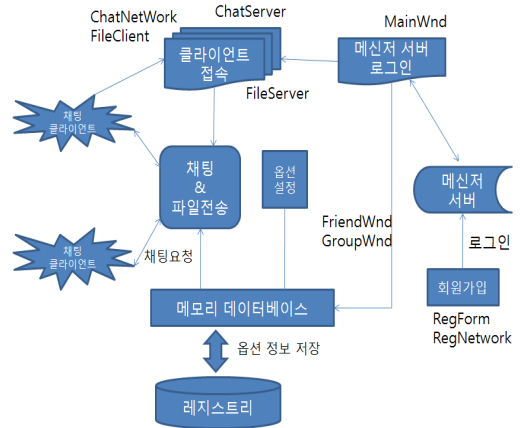 ChatNetWork
FileClient
ChatServer
MainWnd
클라이언트
접속
메신저 서버
로그인
FileServer
채팅
클라이언트
채팅
&
파일전송
옵션
설정
메신저
서버
FriendWnd
GroupWnd
채팅
클라이언트
채팅요청
로그인
회원가입
메모리 데이터베이스
RegForm
RegNetwork
옵션 정보 저장
레지스트리